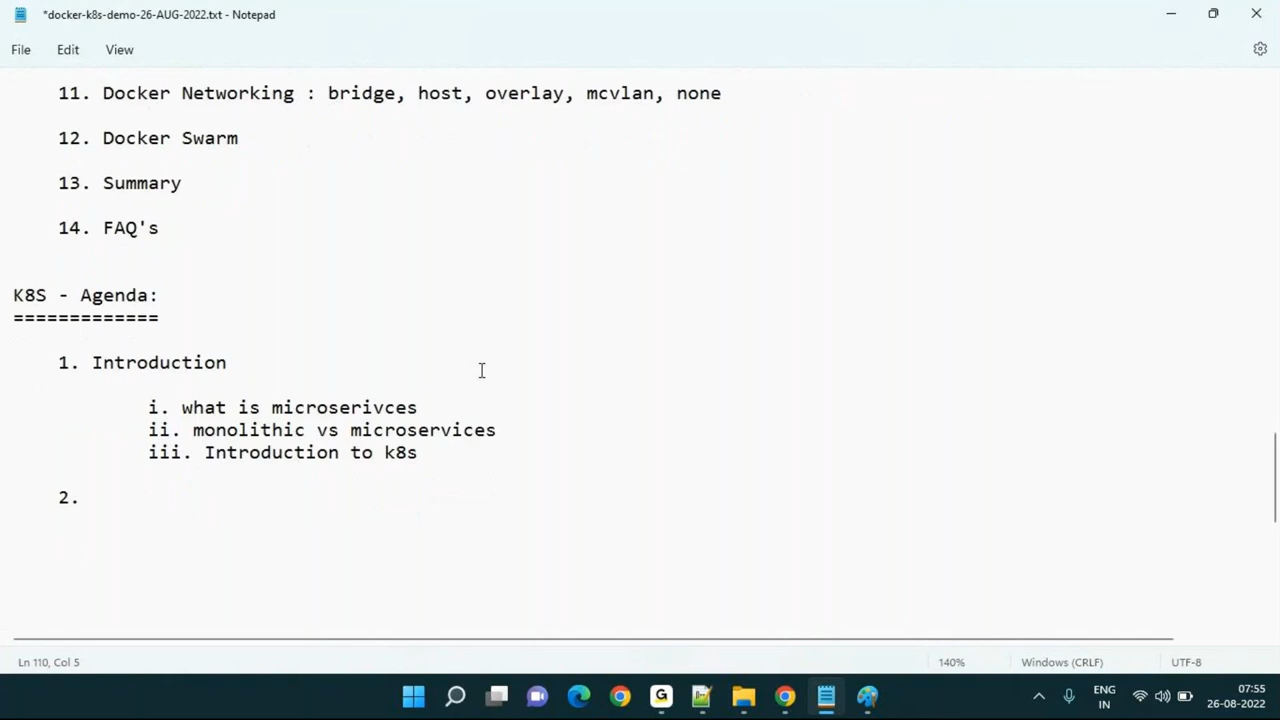 *docker-k8s-demo-26-AUG-2022.txt - Notepad
File Edit View
11. Docker Networking : bridge, host, overlay, mcvlan, none
12. Docker Swarm
13. Summary
14. FAQ's
K8S - Agenda:
=============
1. Introduction
i. what is microserivces
ii. monolithic vs microservices
iii. Introduction to k8s
2.
Ln 110, Col 5 140% Windows (CRLF) UTF-8
G
ENG
IN
07:55
26-08-2022